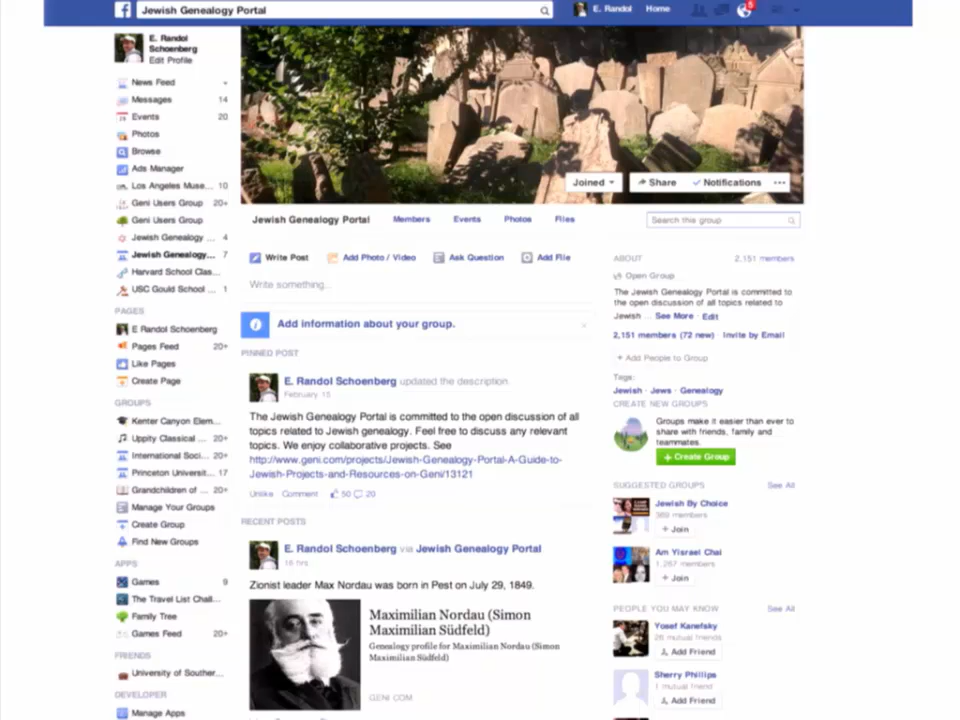 Jewish Genealogy Portal
E. Randol Home 5
E. Randol
Schoenberg
Edit Profile
News Feed
Messages 14
Events 20
Photos
Browse
Ads Manager
Los Angeles Muse... 10
Geni Users Group 20+
Geni Users Group
Jewish Genealogy ... 4
Jewish Genealogy... 7
Harvard School Clas...
USC Gould School ... 1
PAGES
E Randol Schoenberg
Pages Feed 20+
Like Pages
Create Page
GROUPS
Kenter Canyon Elem...
Uppity Classical ... 20+
International Soci... 20+
Princeton Universit... 17
Grandchildren of ... 20+
Manage Your Groups
Create Group
Find New Groups
APPS
Games 9
The Travel List Chall...
Family Tree
Games Feed 20+
FRIENDS
University of Souther...
DEVELOPER
Manage Apps
Joined Share Notifications ...
Jewish Genealogy Portal Members Events Photos Files
Search this group
Write Post Add Photo / Video Ask Question Add File
Write something...
Add information about your group.
PINNED POST
E. Randol Schoenberg updated the description.
February 15
The Jewish Genealogy Portal is committed to the open discussion of all
topics related to Jewish genealogy. Feel free to discuss any relevant
topics. We enjoy collaborative projects. See
http://www.geni.com/projects/Jewish-Genealogy-Portal-A-Guide-to-
Jewish-Projects-and-Resources-on-Geni/13121
Unlike Comment 50 20
RECENT POSTS
E. Randol Schoenberg via Jewish Genealogy Portal
16 hrs
Zionist leader Max Nordau was born in Pest on July 29, 1849.
Maximilian Nordau (Simon
Maximilian Südfeld)
Genealogy profile for Maximilian Nordau (Simon
Maximilian Südfeld)
GENI.COM
ABOUT 2,151 members
Open Group
The Jewish Genealogy Portal is committed to
the open discussion of all topics related to
Jewish ... See More · Edit
2,151 members (72 new) · Invite by Email
+ Add People to Group
Tags:
Jewish · Jews · Genealogy
CREATE NEW GROUPS
Groups make it easier than ever to
share with friends, family and
teammates.
+ Create Group
SUGGESTED GROUPS See All
Jewish By Choice
369 members
+ Join
Am Yisrael Chai
1,267 members
+ Join
PEOPLE YOU MAY KNOW See All
Yosef Kanefsky
26 mutual friends
Add Friend
Sherry Phillips
1 mutual friend
Add Friend